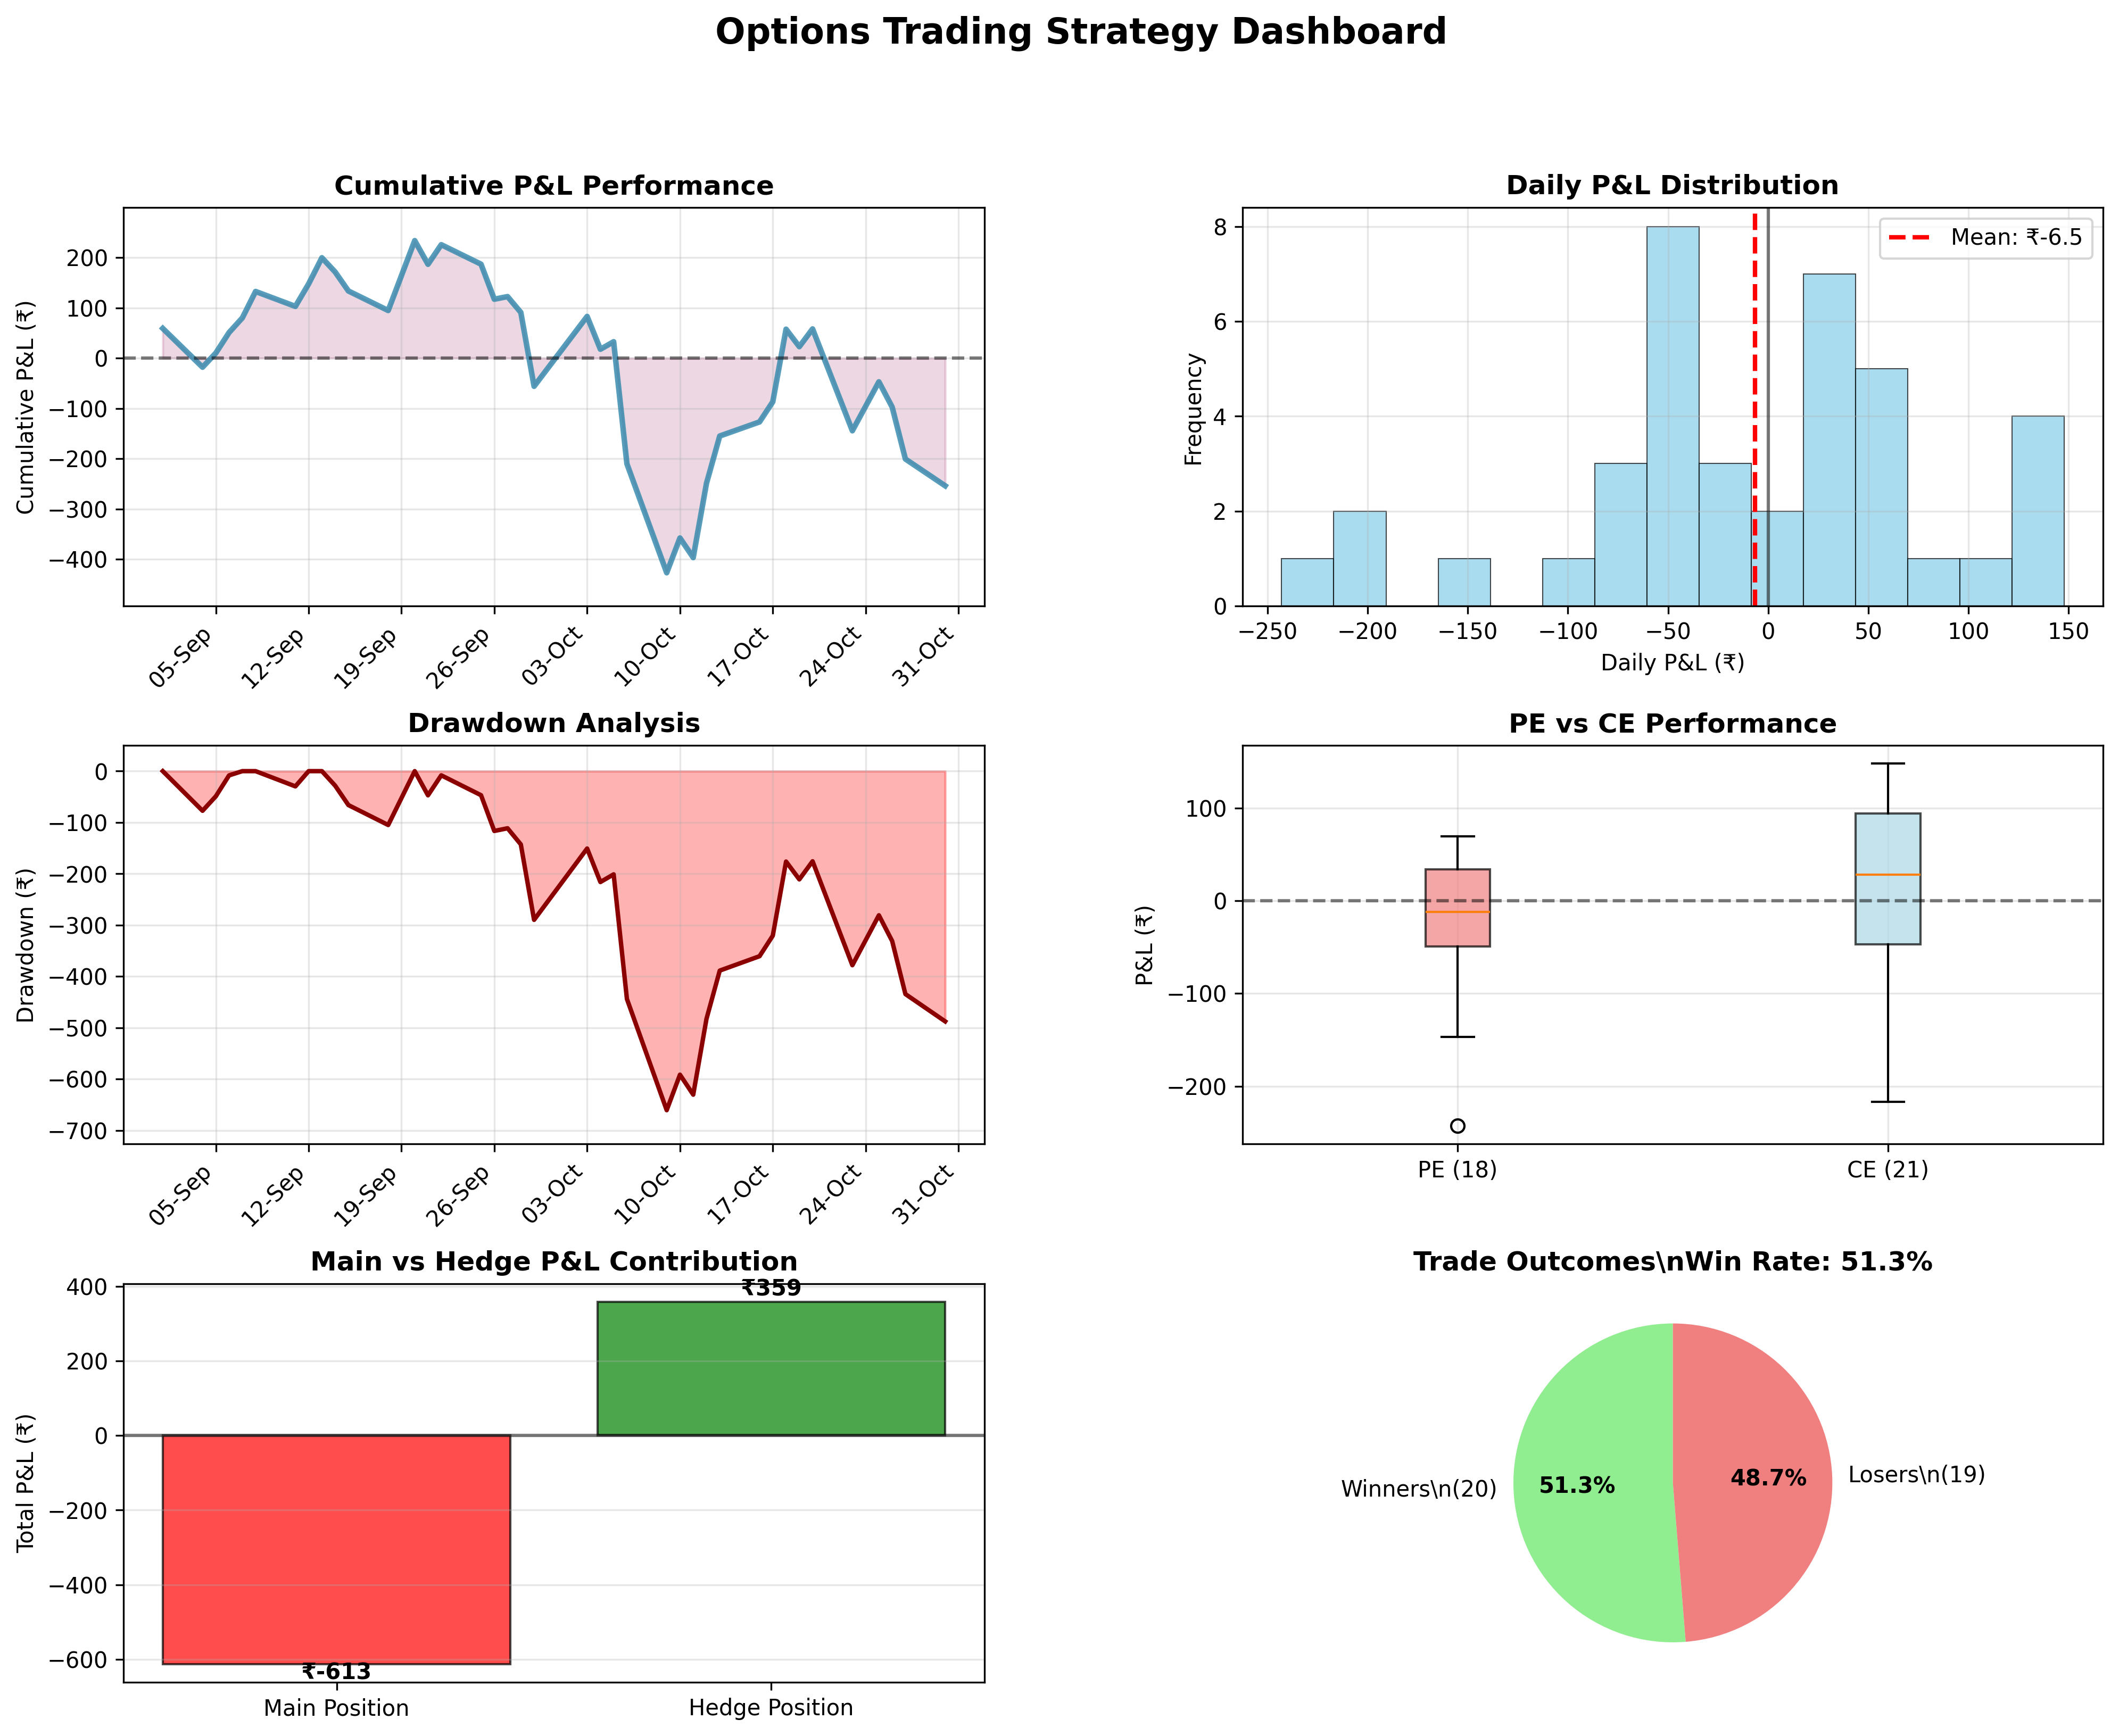 Options Trading Strategy Dashboard
Cumulative P&L Performance
Cumulative P&L (₹)
200
100
0
−100
−200
−300
−400
05-Sep
12-Sep
19-Sep
26-Sep
03-Oct
10-Oct
17-Oct
24-Oct
31-Oct
Daily P&L Distribution
Mean: ₹-6.5
Frequency
8
6
4
2
0
−250
−200
−150
−100
−50
0
50
100
150
Daily P&L (₹)
Drawdown Analysis
Drawdown (₹)
0
−100
−200
−300
−400
−500
−600
−700
05-Sep
12-Sep
19-Sep
26-Sep
03-Oct
10-Oct
17-Oct
24-Oct
31-Oct
PE vs CE Performance
P&L (₹)
100
0
−100
−200
PE (18)
CE (21)
Main vs Hedge P&L Contribution
Total P&L (₹)
400
200
0
−200
−400
−600
₹359
₹-613
Main Position
Hedge Position
Trade Outcomes\nWin Rate: 51.3%
Winners\n(20)
51.3%
48.7%
Losers\n(19)